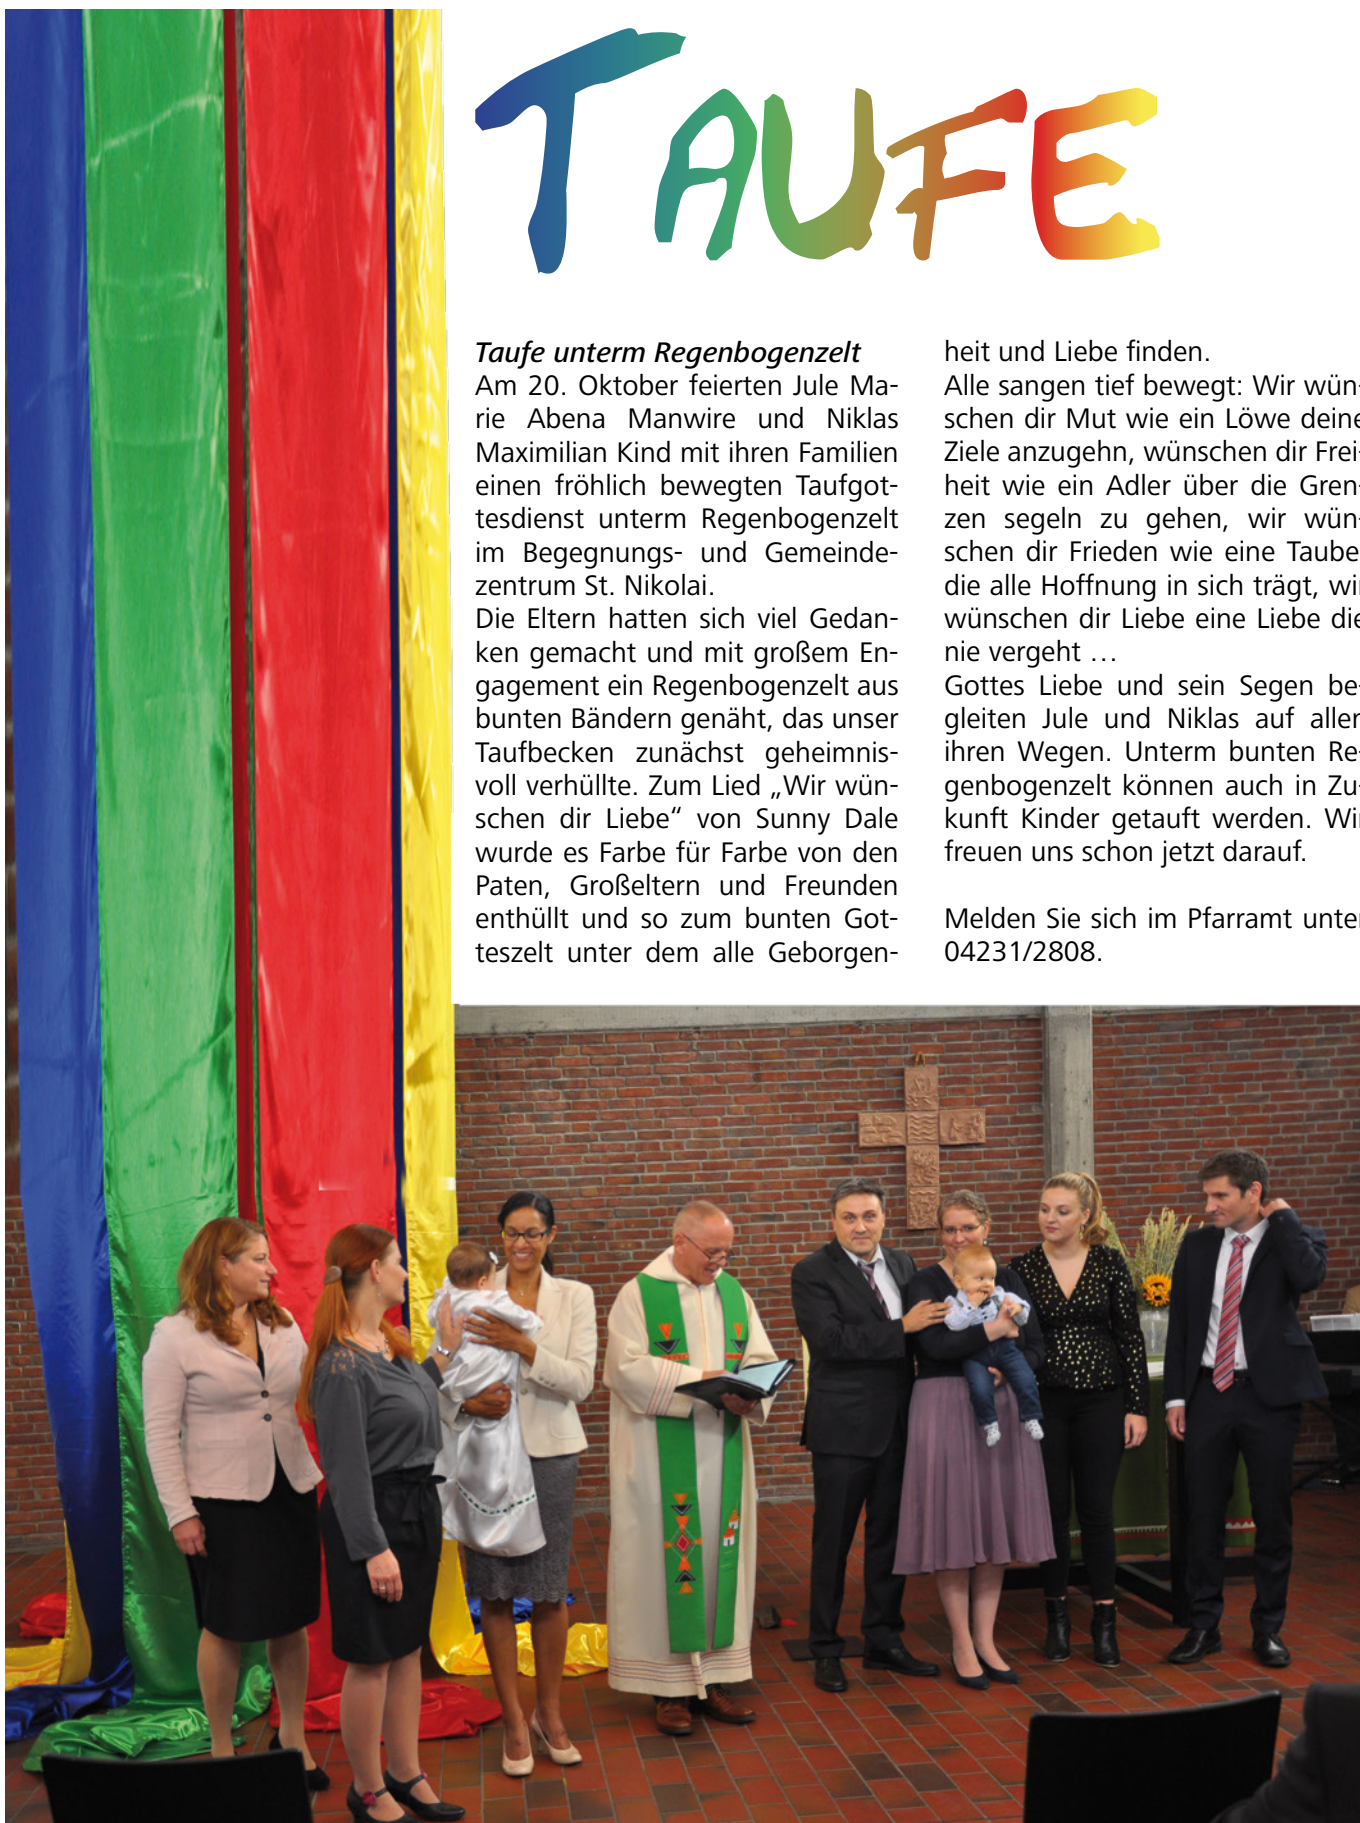 TAUFE
Taufe unterm Regenbogenzelt
Am 20. Oktober feierten Jule Ma-
rie Abena Manwire und Niklas
Maximilian Kind mit ihren Familien
einen fröhlich bewegten Taufgot-
tesdienst unterm Regenbogenzelt
im Begegnungs- und Gemeinde-
zentrum St. Nikolai.
Die Eltern hatten sich viel Gedan-
ken gemacht und mit großem En-
gagement ein Regenbogenzelt aus
bunten Bändern genäht, das unser
Taufbecken zunächst geheimnis-
voll verhüllte. Zum Lied „Wir wün-
schen dir Liebe“ von Sunny Dale
wurde es Farbe für Farbe von den
Paten, Großeltern und Freunden
enthüllt und so zum bunten Got-
teszelt unter dem alle Geborgen-
heit und Liebe finden.
Alle sangen tief bewegt: Wir wün-
schen dir Mut wie ein Löwe deine
Ziele anzugehn, wünschen dir Frei-
heit wie ein Adler über die Gren-
zen segeln zu gehen, wir wün-
schen dir Frieden wie eine Taube,
die alle Hoffnung in sich trägt, wir
wünschen dir Liebe eine Liebe die
nie vergeht …
Gottes Liebe und sein Segen be-
gleiten Jule und Niklas auf allen
ihren Wegen. Unterm bunten Re-
genbogenzelt können auch in Zu-
kunft Kinder getauft werden. Wir
freuen uns schon jetzt darauf.
Melden Sie sich im Pfarramt unter
04231/2808.